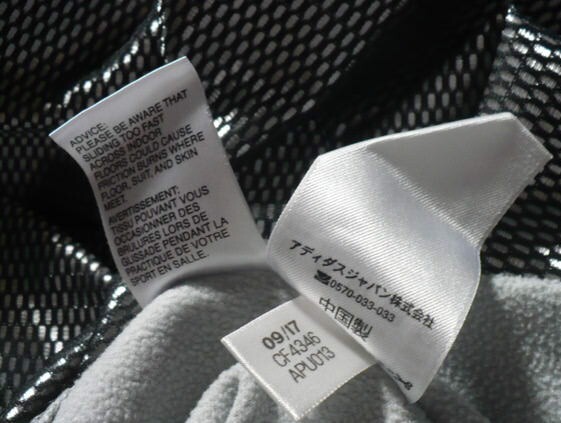 ADVICE:
PLEASE BE AWARE THAT
SLIDING TOO FAST
ACROSS INDOOR
FLOORS COULD CAUSE
FRICTION BURNS WHERE
FLOOR, SUIT, AND SKIN
MEET.
AVERTISSEMENT:
TISSU POUVANT VOUS
OCCASIONNER DES
BRULURES LORS DE
GLISSADE PENDANT LA
PRACTIQUE DE VOTRE
SPORT EN SALLE.
アディダスジャパン株式会社
0570-033-033
中国製
09/17
CF4346
APU013